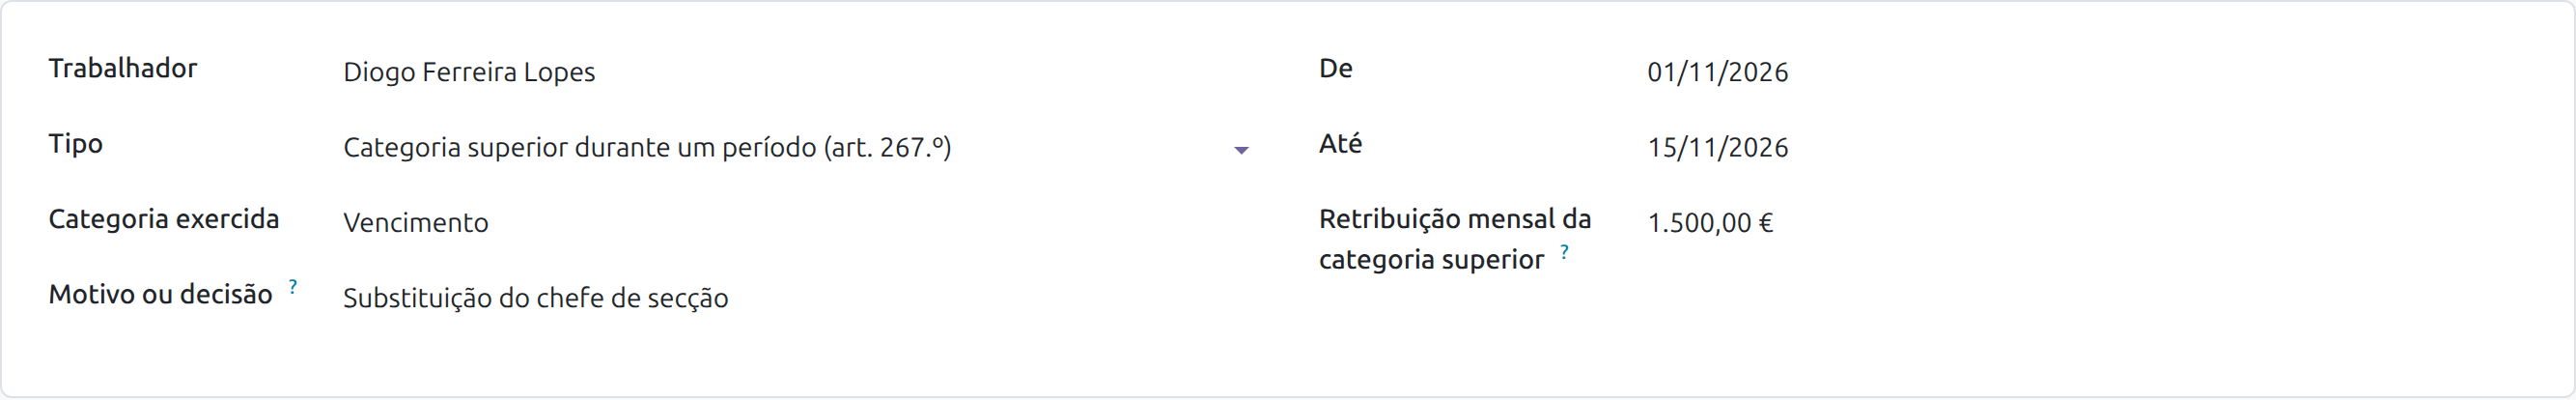 Trabalhador Diogo Ferreira Lopes
Tipo Categoria superior durante um período (art. 267.º)
Categoria exercida Vencimento
Motivo ou decisão ? Substituição do chefe de secção
De 01/11/2026
Até 15/11/2026
Retribuição mensal da 1.500,00 €
categoria superior ?